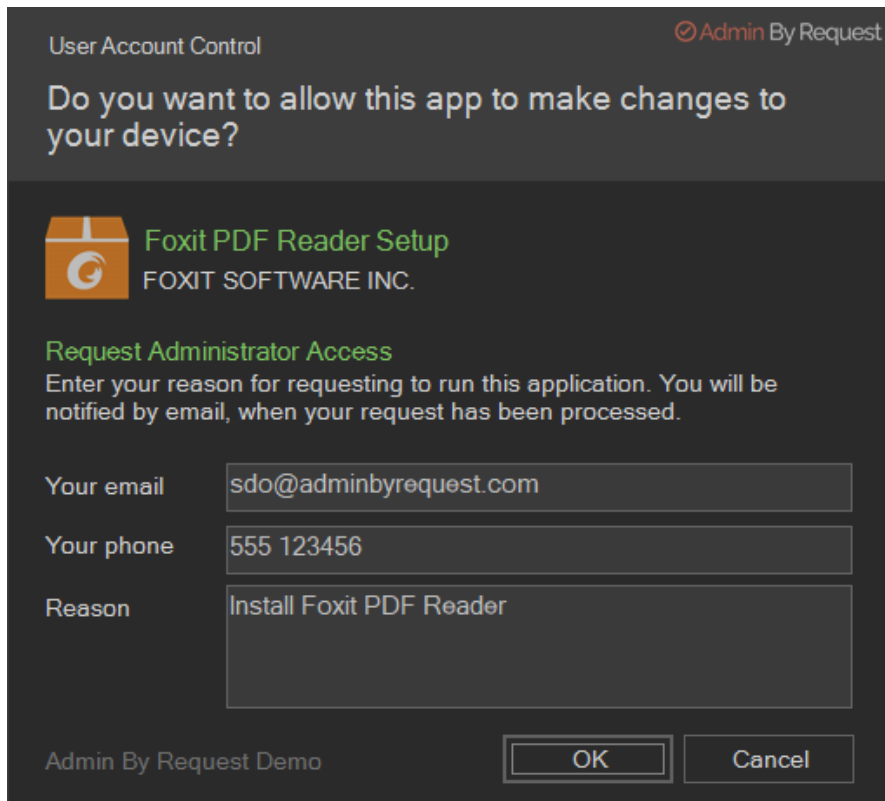 User Account Control
Admin By Request
Do you want to allow this app to make changes to
your device?
Foxit PDF Reader Setup
FOXIT SOFTWARE INC.
Request Administrator Access
Enter your reason for requesting to run this application. You will be
notified by email, when your request has been processed.
Your email
sdo@adminbyrequest.com
Your phone
555 123456
Reason
Install Foxit PDF Reader
Admin By Request Demo
OK
Cancel